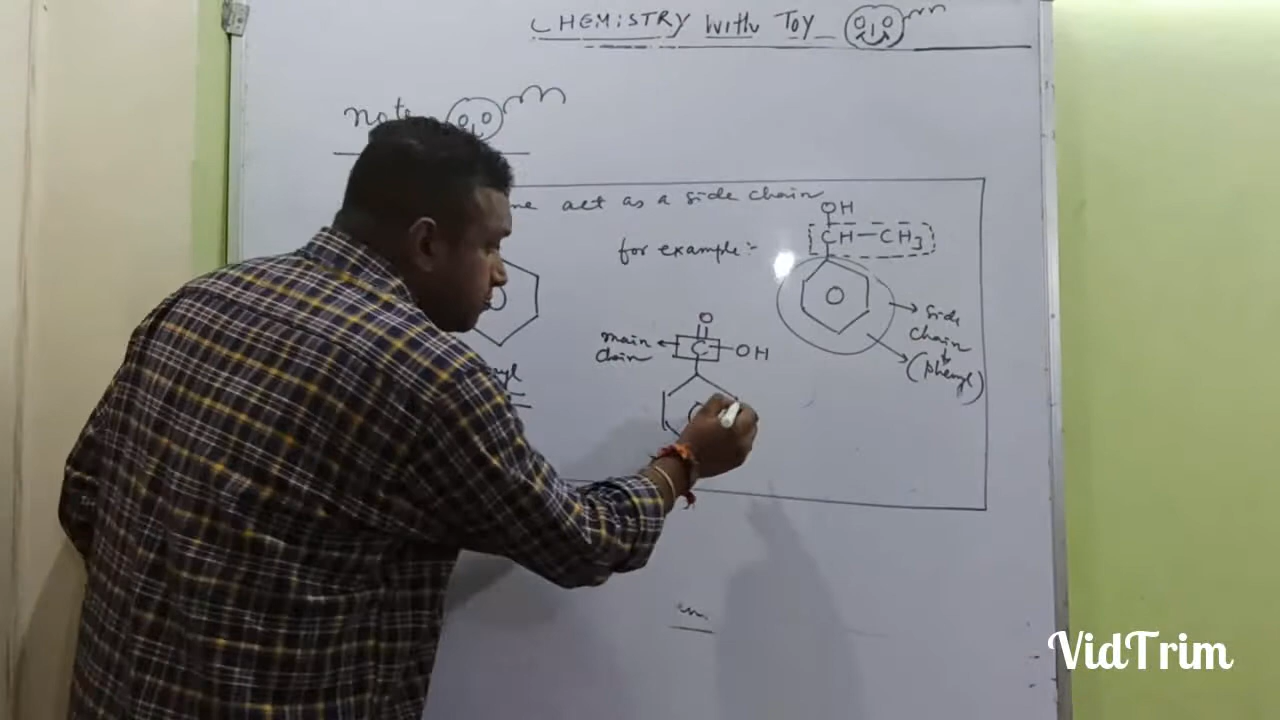 CHEMISTRY with Toy
note
act as a side chain
for example :-
OH
CH-CH3
side
chain
(Phenyl)
O
main
chain
C-OH
VidTrim